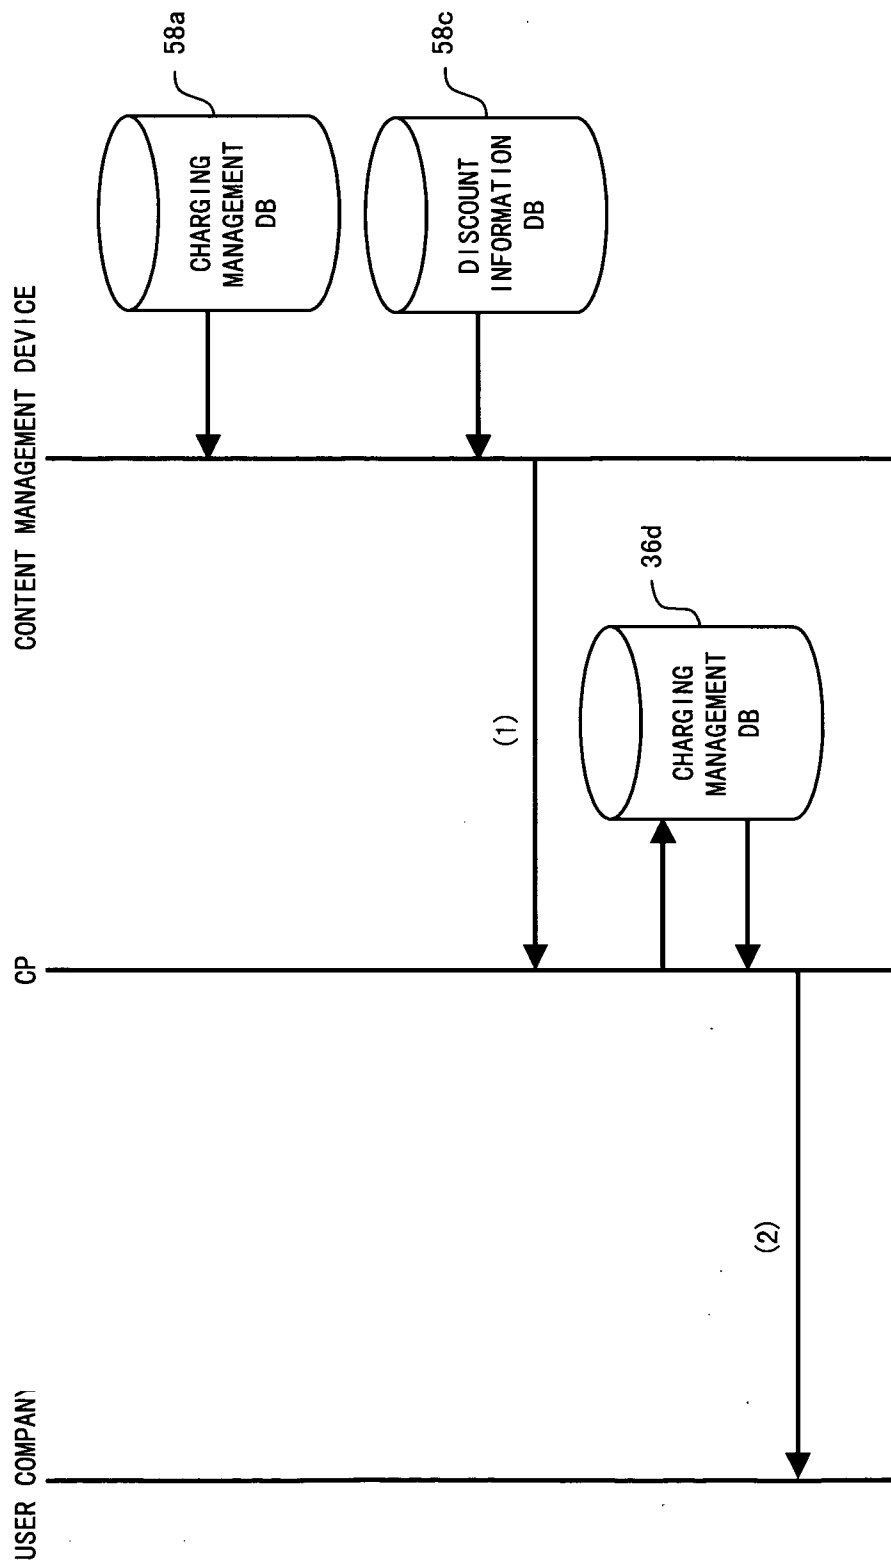 USER COMPANY
CP
CONTENT MANAGEMENT DEVICE
CHARGING
MANAGEMENT
DB
58a
DISCOUNT
INFORMATION
DB
58c
(1)
CHARGING
MANAGEMENT
DB
36d
(2)